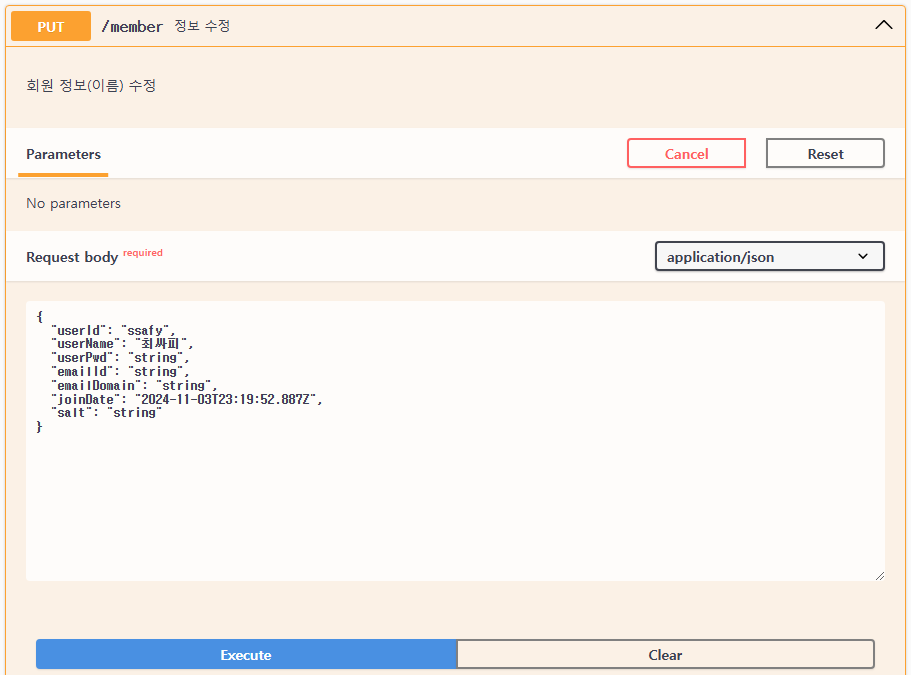 PUT /member 정보 수정
회원 정보(이름) 수정
Parameters Cancel Reset
No parameters
Request body required application/json
{
  "userId": "ssafy",
  "userName": "최싸피",
  "userPwd": "string",
  "emailId": "string",
  "emailDomain": "string",
  "joinDate": "2024-11-03T23:19:52.887Z",
  "salt": "string"
}
Execute Clear